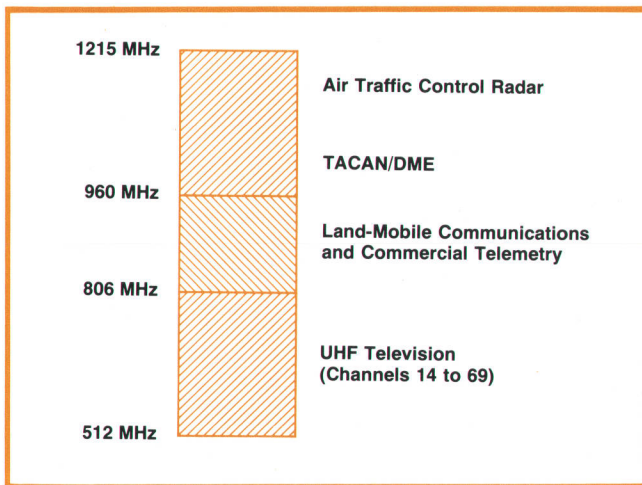 1215 MHz
Air Traffic Control Radar
TACAN/DME
960 MHz
Land-Mobile Communications
and Commercial Telemetry
806 MHz
UHF Television
(Channels 14 to 69)
512 MHz